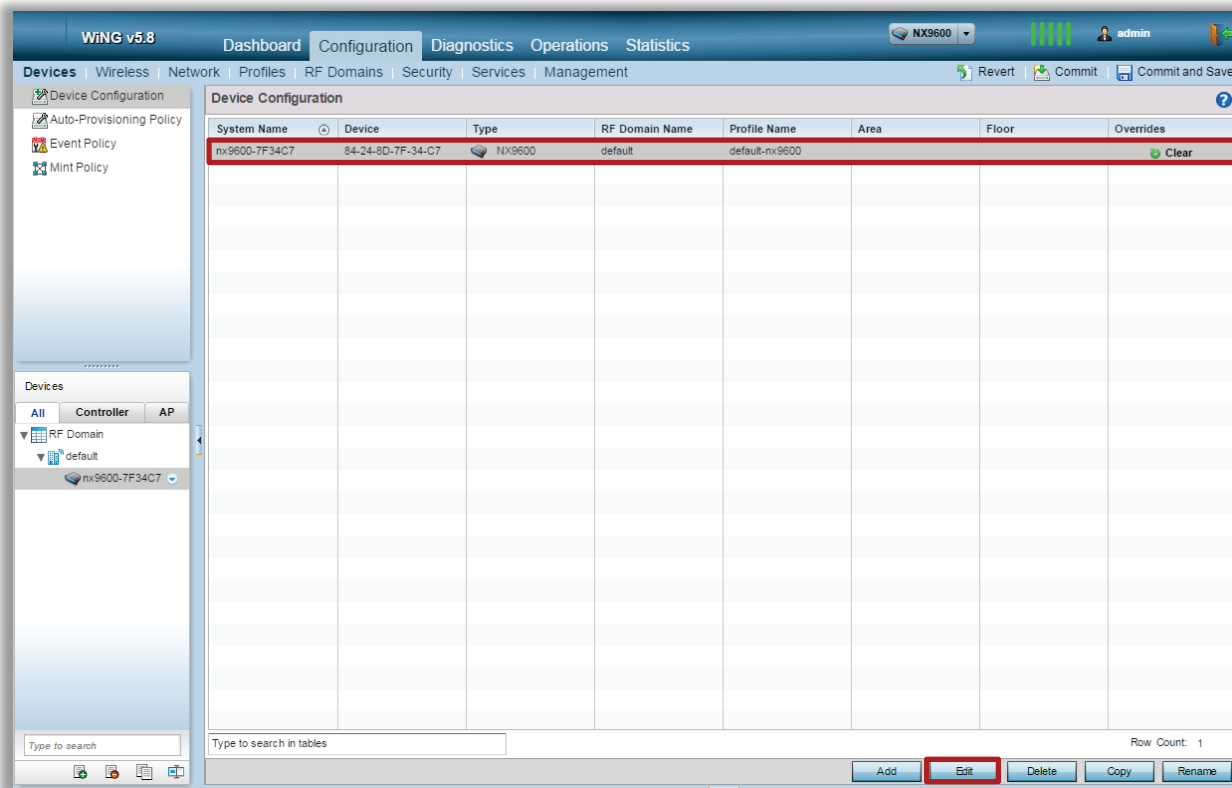 WiNG v5.8
Dashboard Configuration Diagnostics Operations Statistics
NX9600
admin
Devices Wireless Network Profiles RF Domains Security Services Management
Revert Commit Commit and Save
Device Configuration
Auto-Provisioning Policy
Event Policy
Mint Policy
Devices
All Controller AP
RF Domain
default
nx9600-7F34C7
Type to search
Device Configuration
System Name Device Type RF Domain Name Profile Name Area Floor Overrides
nx9600-7F34C7 84-24-8D-7F-34-C7 NX9600 default default-nx9600 Clear
Type to search in tables
Row Count: 1
Add Edit Delete Copy Rename